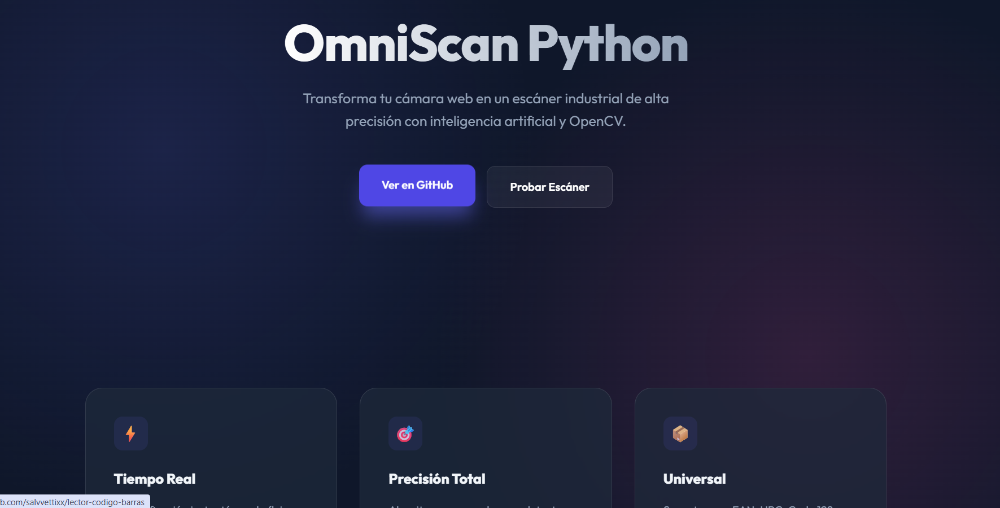 OmniScan Python
Transforma tu cámara web en un escáner industrial de alta
precisión con inteligencia artificial y OpenCV.
Ver en GitHub
Probar Escáner
Tiempo Real
Precisión Total
Universal
b.com/salvvettixx/lector-codigo-barras